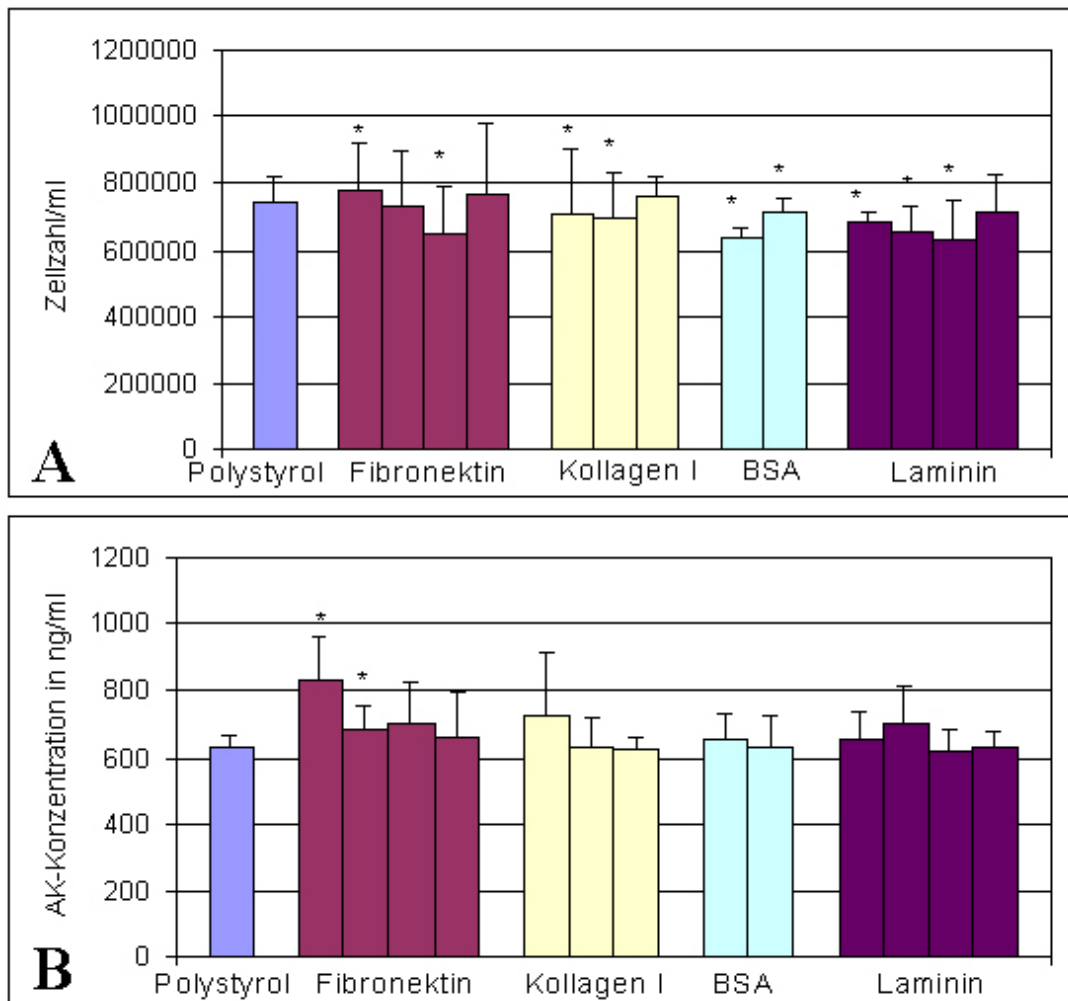 1200000
1000000
800000
600000
400000
200000
0
Zellzahl/ml
* * * * * * * * *
Polystyrol Fibronektin Kollagen I BSA Laminin
A
1200
1000
800
600
400
200
0
AK-Konzentration in ng/ml
* *
Polystyrol Fibronektin Kollagen I BSA Laminin
B